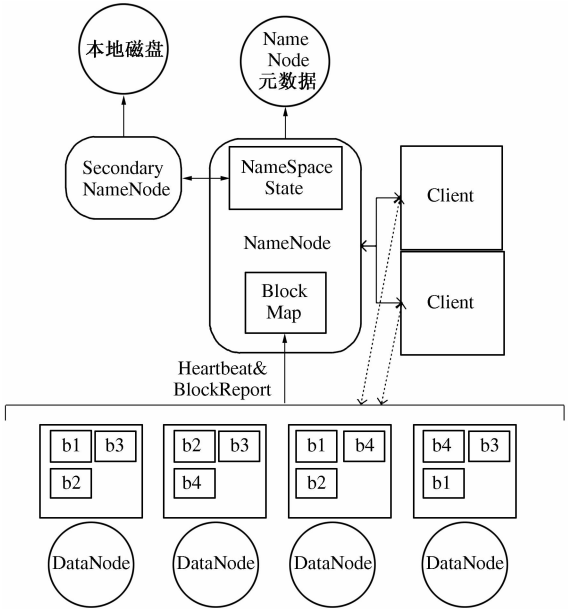 本地磁盘
Name
Node
元数据
Secondary
NameNode
NameSpace
State
NameNode
Block
Map
Client
Client
Heartbeat&
BlockReport
b1 b3
b2
b2 b3
b4
b1 b4
b2
b4 b3
b1
DataNode
DataNode
DataNode
DataNode